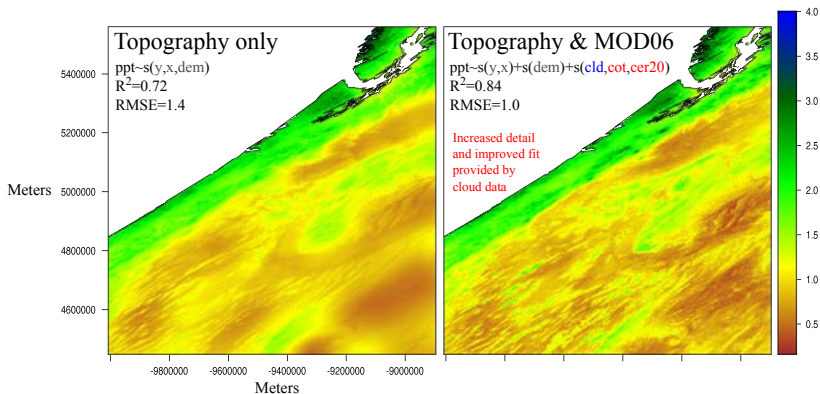 Topography only
ppt~s(y,x,dem)
R²=0.72
RMSE=1.4
Topography & MOD06
ppt~s(y,x)+s(dem)+s(cld,cot,cer20)
R²=0.84
RMSE=1.0
Increased detail
and improved fit
provided by
cloud data
Meters
5400000
5200000
5000000
4800000
4600000
-9800000
-9600000
-9400000
-9200000
-9000000
Meters
4.0
3.5
3.0
2.5
2.0
1.5
1.0
0.5